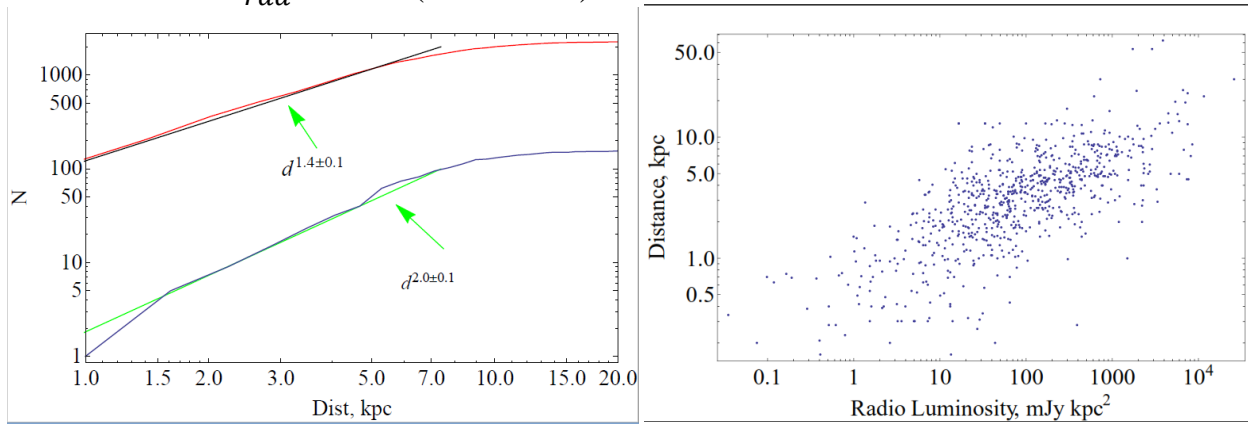 1000
500
100
50
10
5
1
N
d^{1.4±0.1}
d^{2.0±0.1}
1.0 1.5 2.0 3.0 5.0 7.0 10.0 15.0 20.0
Dist, kpc
50.0
10.0
5.0
1.0
0.5
Distance, kpc
0.1 1 10 100 1000 10^4
Radio Luminosity, mJy kpc^2